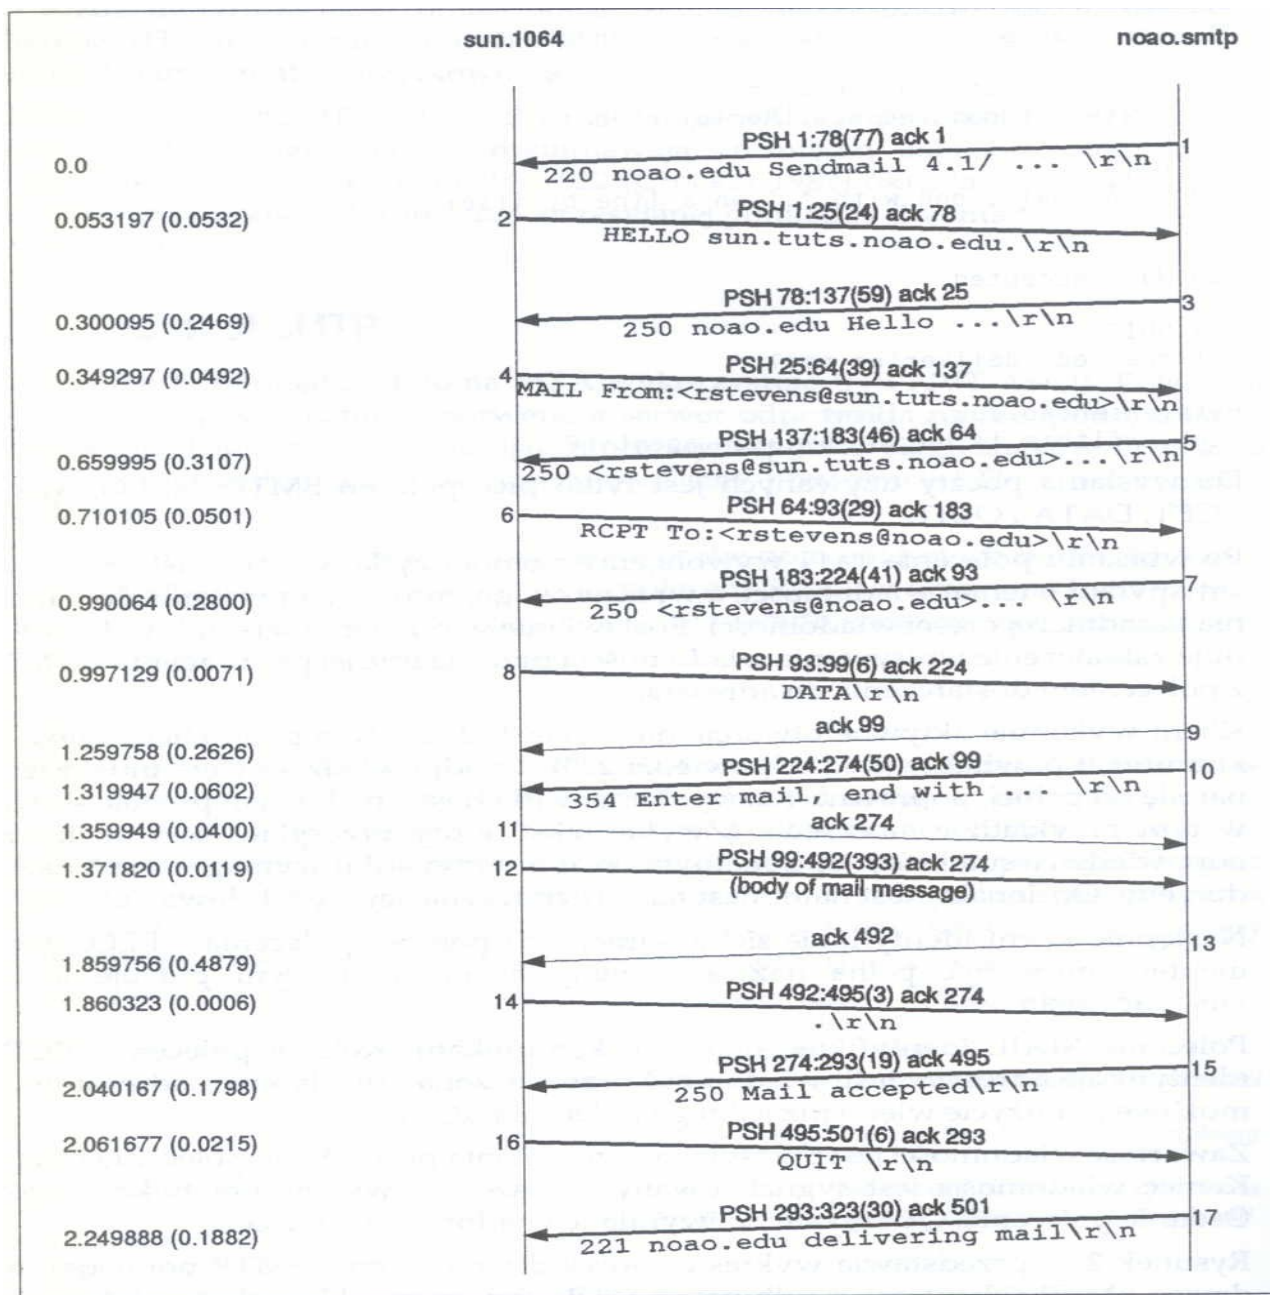 sun.1064 noao.smtp
PSH 1:78(77) ack 1 1
0.0 220 noao.edu Sendmail 4.1/ ... \r\n
0.053197 (0.0532) 2 PSH 1:25(24) ack 78
HELLO sun.tuts.noao.edu.\r\n
PSH 78:137(59) ack 25 3
0.300095 (0.2469) 250 noao.edu Hello ...\r\n
0.349297 (0.0492) 4 PSH 25:64(39) ack 137
MAIL From:<rstevens@sun.tuts.noao.edu>\r\n
PSH 137:183(46) ack 64 5
0.659995 (0.3107) 250 <rstevens@sun.tuts.noao.edu>...\r\n
0.710105 (0.0501) 6 PSH 64:93(29) ack 183
RCPT To:<rstevens@noao.edu>\r\n
PSH 183:224(41) ack 93 7
0.990064 (0.2800) 250 <rstevens@noao.edu>... \r\n
0.997129 (0.0071) 8 PSH 93:99(6) ack 224
DATA\r\n
ack 99 9
1.259758 (0.2626)
PSH 224:274(50) ack 99 10
1.319947 (0.0602) 354 Enter mail, end with ... \r\n
1.359949 (0.0400) 11 ack 274
1.371820 (0.0119) 12 PSH 99:492(393) ack 274
(body of mail message)
ack 492 13
1.859756 (0.4879)
1.860323 (0.0006) 14 PSH 492:495(3) ack 274
.\r\n
PSH 274:293(19) ack 495 15
2.040167 (0.1798) 250 Mail accepted\r\n
2.061677 (0.0215) 16 PSH 495:501(6) ack 293
QUIT \r\n
PSH 293:323(30) ack 501 17
2.249888 (0.1882) 221 noao.edu delivering mail\r\n